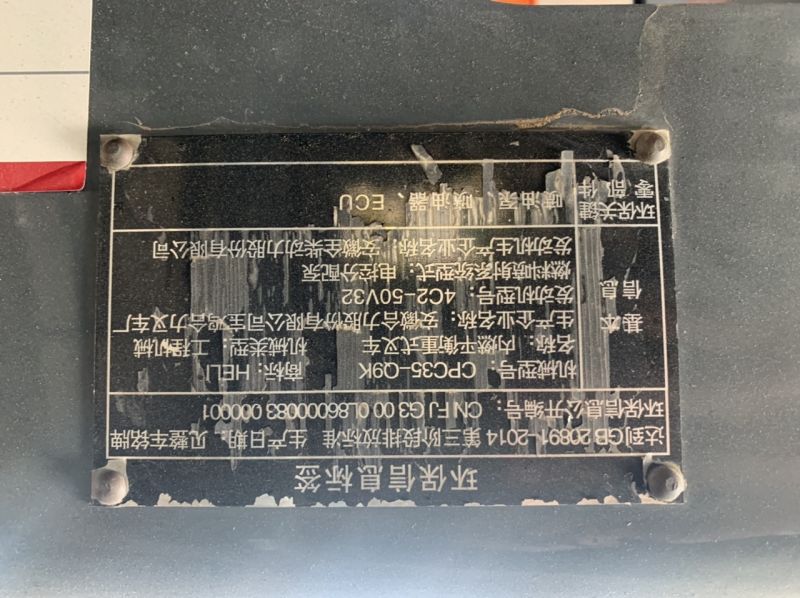 环保信息标签
达到GB 20891-2014 第三阶段排放标准 生产日期：见整车铭牌
环保信息公开编号：CN FJ G3 00 0L86000083 000001
基本信息
机械型号：CPC35-Q9K 商标：HELI
名称：内燃平衡重式叉车 机械类型：工程机械
生产企业名称：安徽合力股份有限公司宝鸡合力叉车厂
发动机型号：4C2-50V32
燃料喷射系统型式：电控分配泵
发动机生产企业名称：安徽全柴动力股份有限公司
环保关键零部件
喷油泵、喷油器、ECU